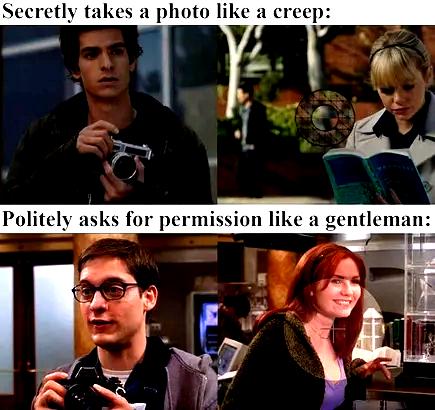 Secretly takes a photo like a creep:
Politely asks for permission like a gentleman: